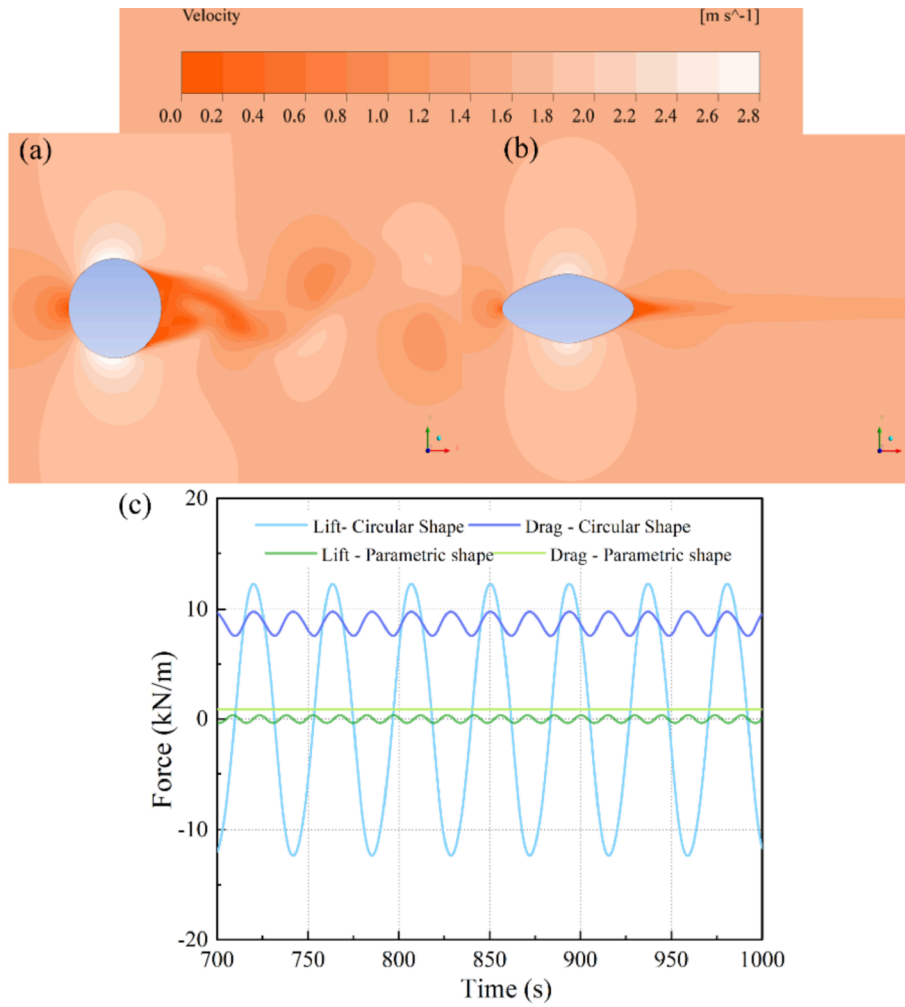 Velocity [m s^-1]
0.0 0.2 0.4 0.6 0.8 1.0 1.2 1.4 1.6 1.8 2.0 2.2 2.4 2.6 2.8
(a) (b)
(c)
20
Lift- Circular Shape Drag - Circular Shape
Lift - Parametric shape Drag - Parametric shape
10
0
-10
-20
Force (kN/m)
700 750 800 850 900 950 1000
Time (s)